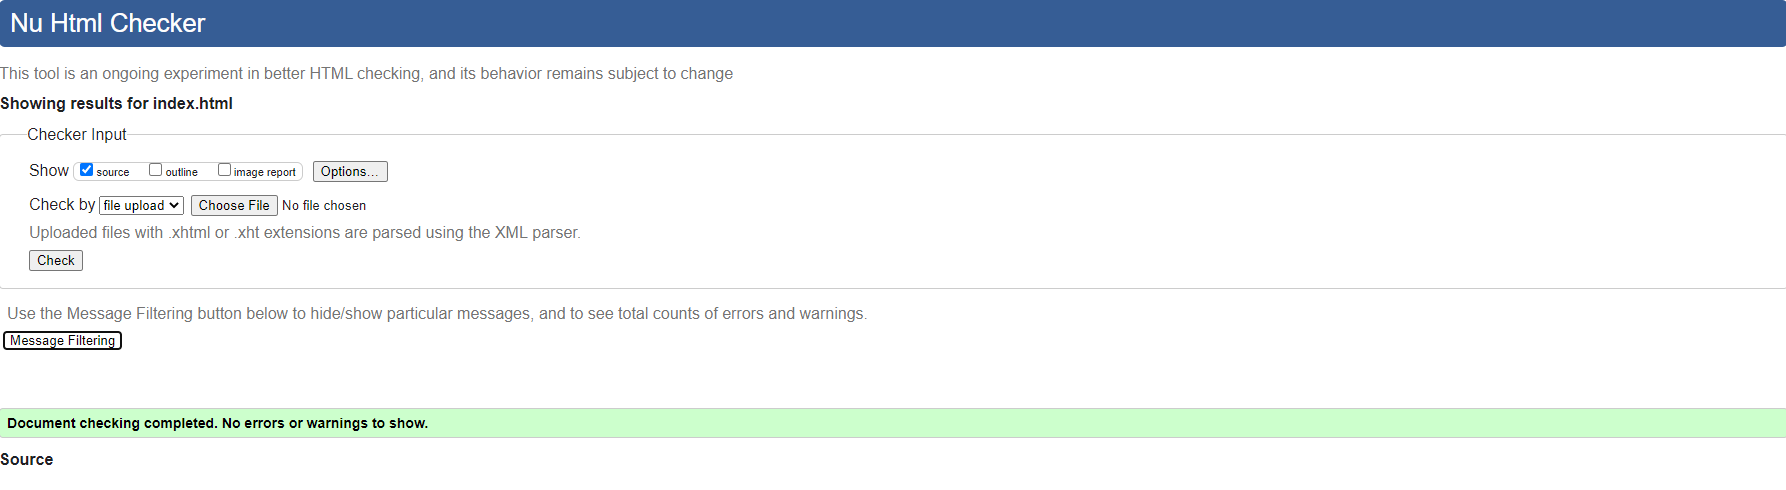 Nu Html Checker
This tool is an ongoing experiment in better HTML checking, and its behavior remains subject to change
Showing results for index.html
Checker Input
Show source outline image report Options...
Check by file upload Choose File No file chosen
Uploaded files with .xhtml or .xht extensions are parsed using the XML parser.
Check
Use the Message Filtering button below to hide/show particular messages, and to see total counts of errors and warnings.
Message Filtering
Document checking completed. No errors or warnings to show.
Source